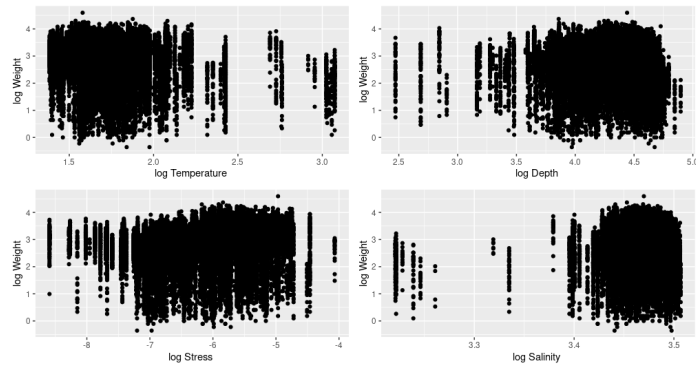 log Weight
4
3
2
1
0
1.5 2.0 2.5 3.0
log Temperature
log Weight
4
3
2
1
0
2.5 3.0 3.5 4.0 4.5 5.0
log Depth
log Weight
4
3
2
1
0
-8 -7 -6 -5 -4
log Stress
log Weight
4
3
2
1
0
3.3 3.4 3.5
log Salinity